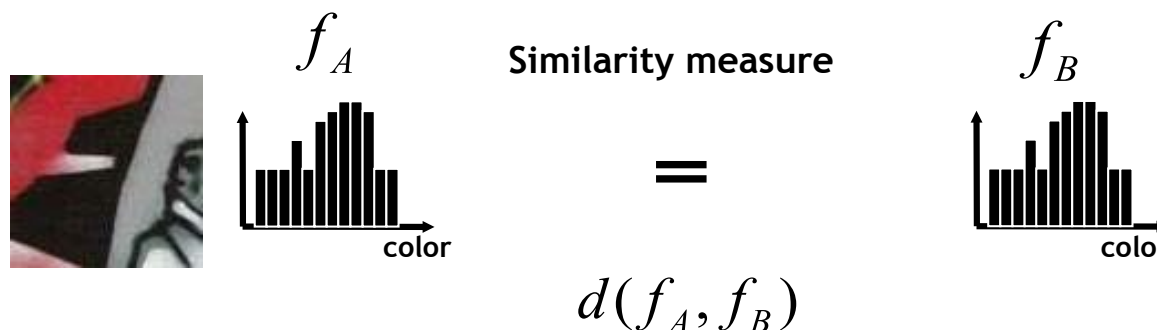 f_A
Similarity measure
f_B
=
color
colo
d(f_A, f_B)